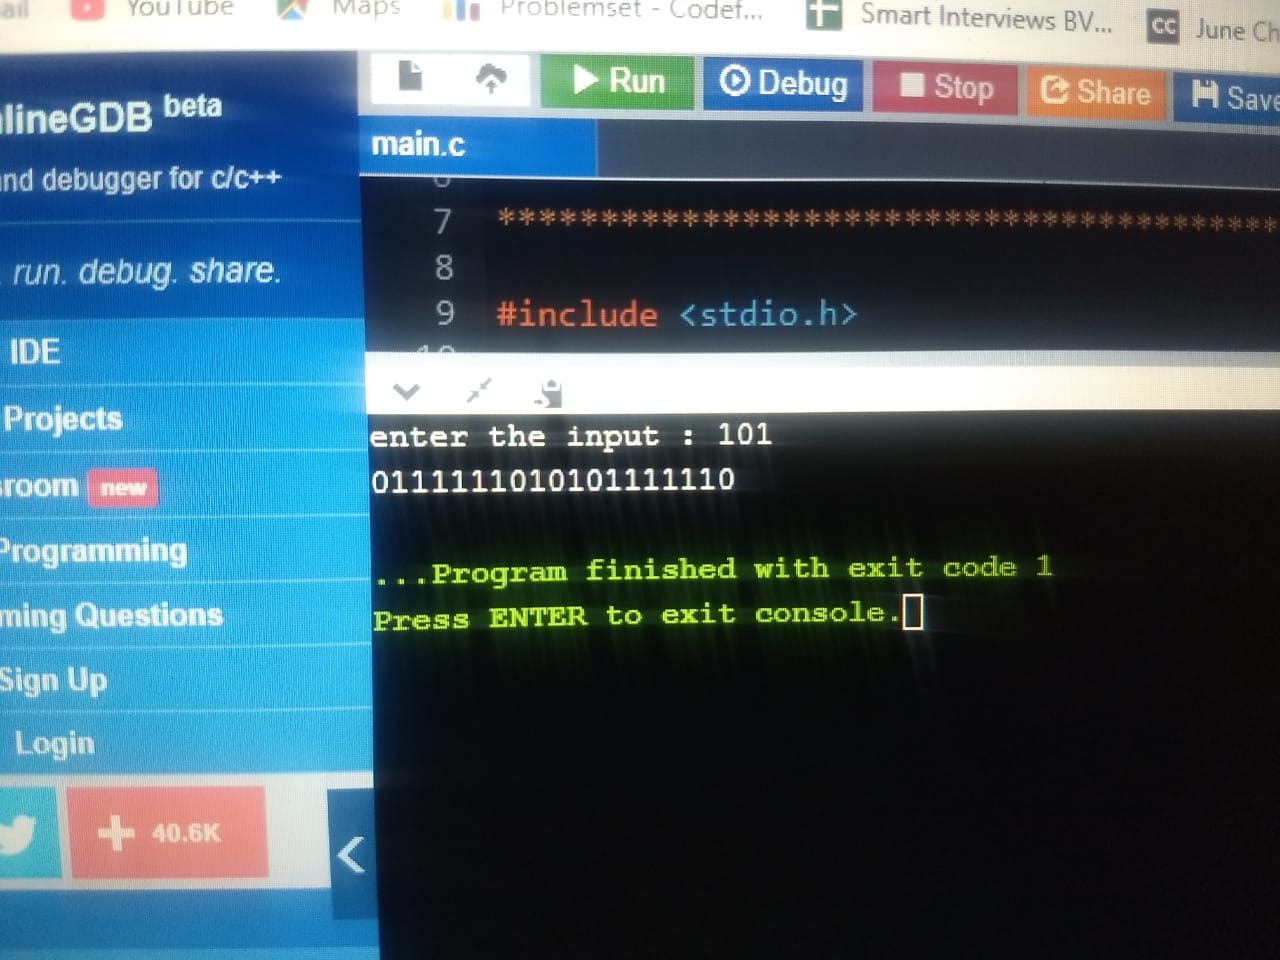 YouTube
Maps
Problemset - Codef...
Smart Interviews BV...
CC
June Ch
lineGDB beta
nd debugger for c/c++
run. debug. share.
IDE
Projects
sroom new
Programming
ming Questions
Sign Up
Login
40.6K
Run
Debug
Stop
Share
Save
main.c
7 **************************************
8
9 #include <stdio.h>
10
enter the input : 101
0111111010101111110
...Program finished with exit code 1
Press ENTER to exit console.